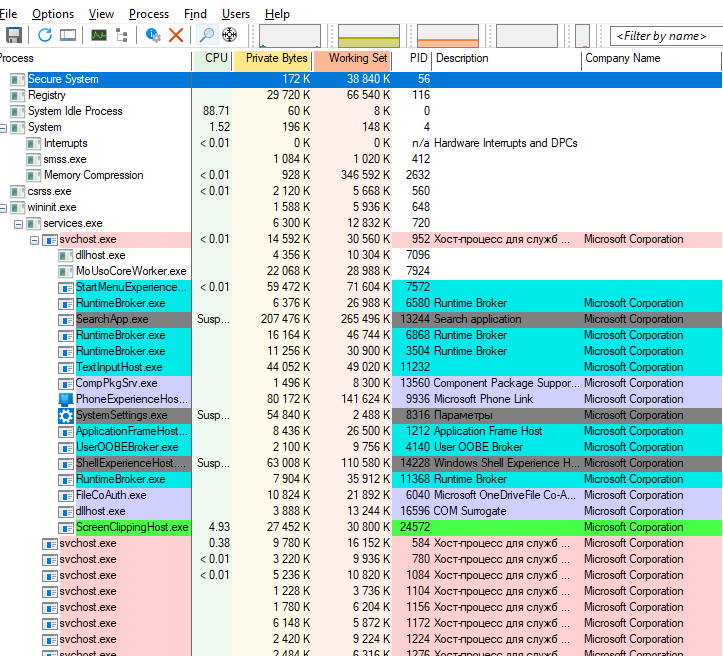 File Options View Process Find Users Help
<Filter by name>
Process CPU Private Bytes Working Set PID Description Company Name
Secure System 172 K 38 840 K 56
Registry 29 720 K 66 540 K 116
System Idle Process 88.71 60 K 8 K 0
System 1.52 196 K 148 K 4
Interrupts < 0.01 0 K 0 K n/a Hardware Interrupts and DPCs
smss.exe 1 084 K 1 020 K 412
Memory Compression < 0.01 928 K 346 592 K 2632
csrss.exe < 0.01 2 120 K 5 668 K 560
wininit.exe 1 588 K 5 936 K 648
services.exe 6 300 K 12 832 K 720
svchost.exe < 0.01 14 592 K 30 560 K 952 Хост-процесс для служб ... Microsoft Corporation
dllhost.exe 4 356 K 10 304 K 7096
MoUsoCoreWorker.exe 22 068 K 28 988 K 7924
StartMenuExperience... < 0.01 59 472 K 71 604 K 7572
RuntimeBroker.exe 6 376 K 26 988 K 6580 Runtime Broker Microsoft Corporation
SearchApp.exe Susp... 207 476 K 265 496 K 13244 Search application Microsoft Corporation
RuntimeBroker.exe 16 164 K 46 744 K 6868 Runtime Broker Microsoft Corporation
RuntimeBroker.exe 11 256 K 30 900 K 3504 Runtime Broker Microsoft Corporation
TextInputHost.exe 44 052 K 49 020 K 11232
CompPkgSrv.exe 1 496 K 8 300 K 13560 Component Package Suppor... Microsoft Corporation
PhoneExperienceHos... 80 172 K 141 624 K 9936 Microsoft Phone Link Microsoft Corporation
SystemSettings.exe Susp... 54 840 K 2 488 K 8316 Параметры Microsoft Corporation
ApplicationFrameHost... 8 436 K 26 500 K 1212 Application Frame Host Microsoft Corporation
UserOOBEBroker.exe 2 100 K 9 756 K 4140 User OOBE Broker Microsoft Corporation
ShellExperienceHost.... Susp... 63 008 K 110 580 K 14228 Windows Shell Experience H... Microsoft Corporation
RuntimeBroker.exe 7 904 K 35 912 K 11368 Runtime Broker Microsoft Corporation
FileCoAuth.exe 10 824 K 21 892 K 6040 Microsoft OneDriveFile Co-A... Microsoft Corporation
dllhost.exe 3 888 K 13 244 K 16596 COM Surrogate Microsoft Corporation
ScreenClippingHost.exe 4.93 27 452 K 30 800 K 24572
svchost.exe 0.38 9 780 K 16 152 K 584 Хост-процесс для служб ... Microsoft Corporation
svchost.exe < 0.01 3 220 K 9 936 K 780 Хост-процесс для служб ... Microsoft Corporation
svchost.exe < 0.01 5 236 K 10 820 K 1084 Хост-процесс для служб ... Microsoft Corporation
svchost.exe 1 228 K 3 736 K 1104 Хост-процесс для служб ... Microsoft Corporation
svchost.exe 1 780 K 6 204 K 1156 Хост-процесс для служб ... Microsoft Corporation
svchost.exe 6 148 K 5 872 K 1172 Хост-процесс для служб ... Microsoft Corporation
svchost.exe 2 420 K 9 224 K 1224 Хост-процесс для служб ... Microsoft Corporation
svchost.exe 2 484 K 6 316 K 1276 Хост-процесс для служб ... Microsoft Corporation